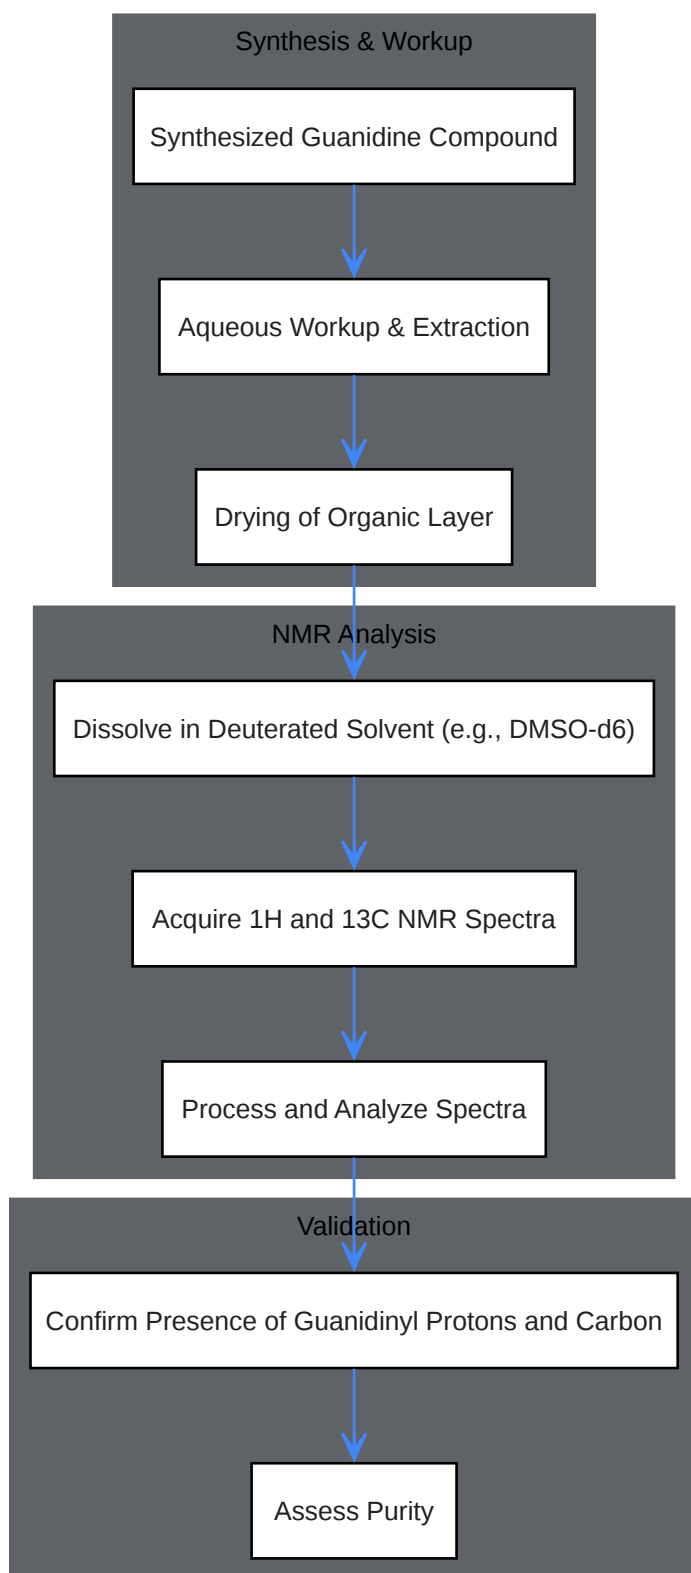 Synthesis & Workup
Synthesized Guanidine Compound
Aqueous Workup & Extraction
Drying of Organic Layer
NMR Analysis
Dissolve in Deuterated Solvent (e.g., DMSO-d6)
Acquire 1H and 13C NMR Spectra
Process and Analyze Spectra
Validation
Confirm Presence of Guanidinyl Protons and Carbon
Assess Purity